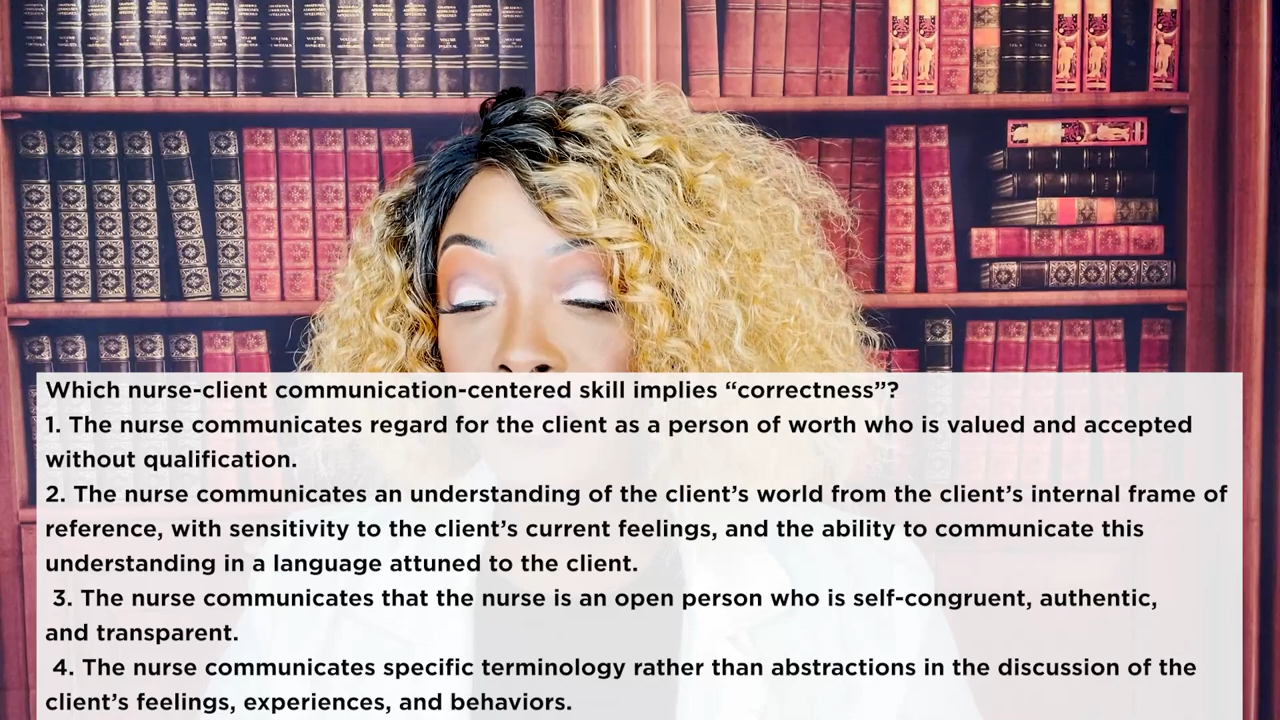 Which nurse-client communication-centered skill implies “correctness”?
1. The nurse communicates regard for the client as a person of worth who is valued and accepted
without qualification.
2. The nurse communicates an understanding of the client’s world from the client’s internal frame of
reference, with sensitivity to the client’s current feelings, and the ability to communicate this
understanding in a language attuned to the client.
3. The nurse communicates that the nurse is an open person who is self-congruent, authentic,
and transparent.
4. The nurse communicates specific terminology rather than abstractions in the discussion of the
client’s feelings, experiences, and behaviors.